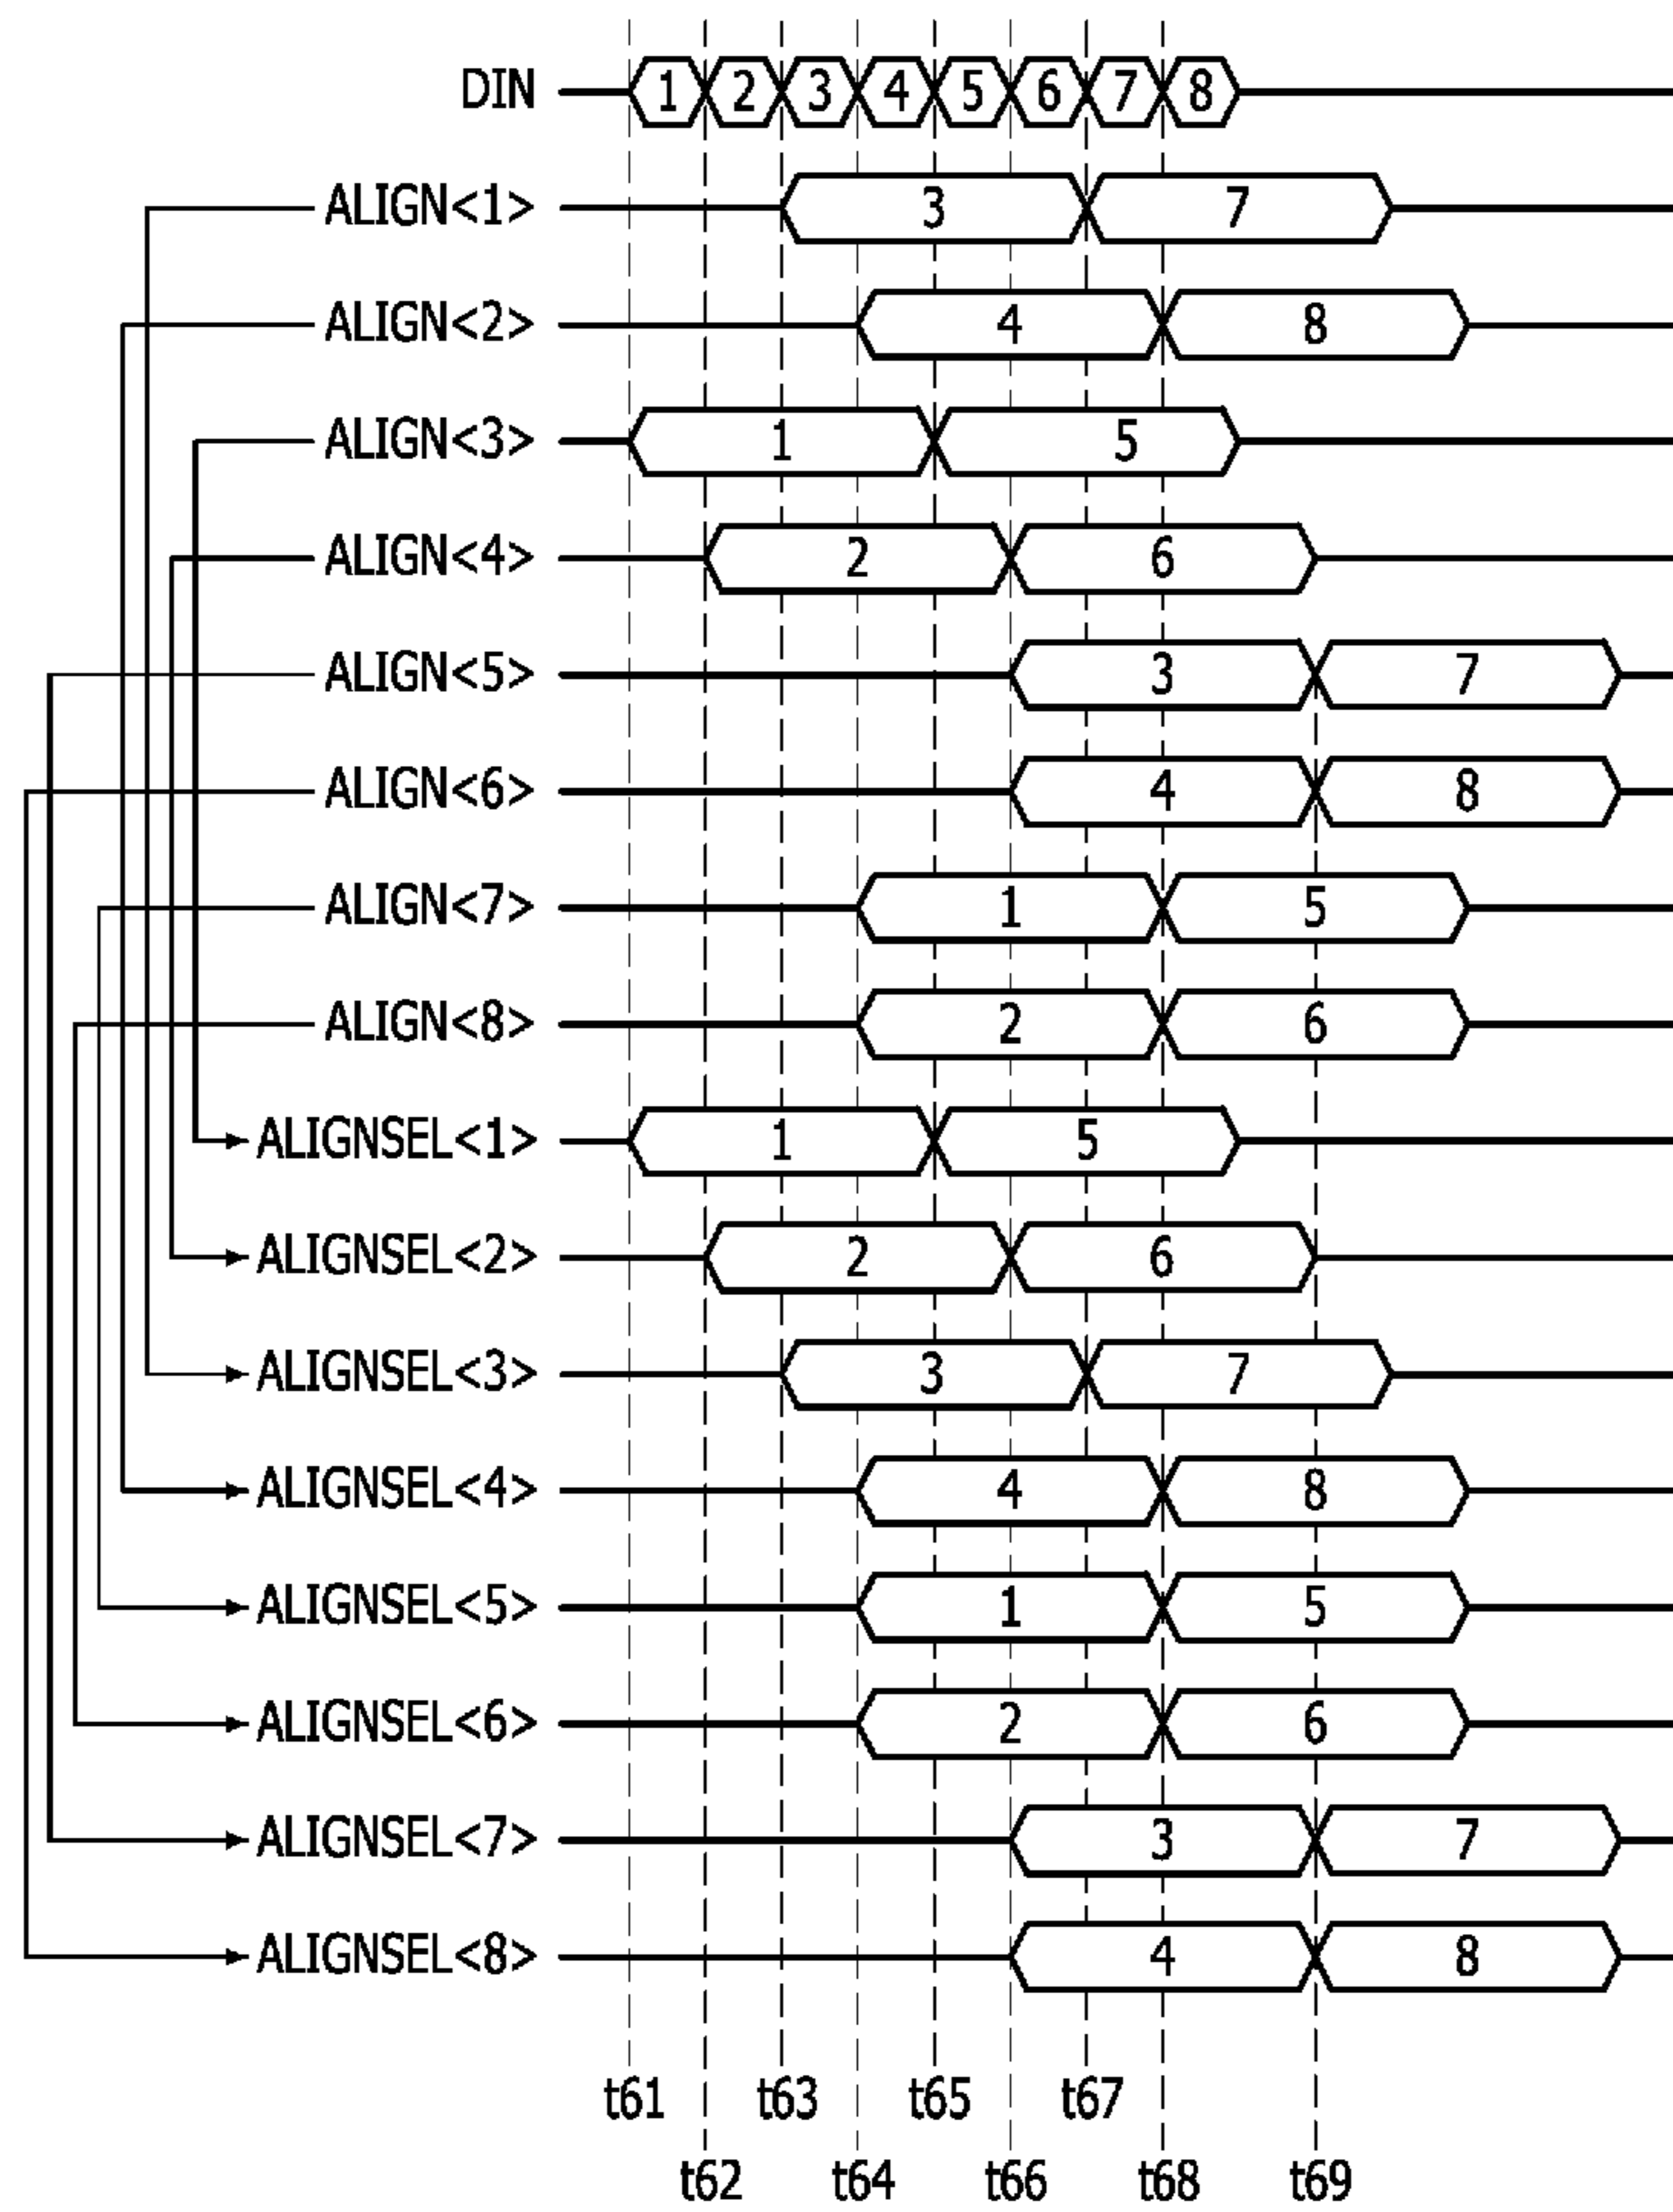 DIN 1 2 3 4 5 6 7 8
ALIGN<1> 3 7
ALIGN<2> 4 8
ALIGN<3> 1 5
ALIGN<4> 2 6
ALIGN<5> 3 7
ALIGN<6> 4 8
ALIGN<7> 1 5
ALIGN<8> 2 6
ALIGNSEL<1> 1 5
ALIGNSEL<2> 2 6
ALIGNSEL<3> 3 7
ALIGNSEL<4> 4 8
ALIGNSEL<5> 1 5
ALIGNSEL<6> 2 6
ALIGNSEL<7> 3 7
ALIGNSEL<8> 4 8
t61 t63 t65 t67
t62 t64 t66 t68 t69